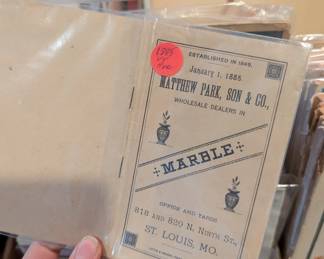 1885
ESTABLISHED IN 1849.
January 1, 1885.
MATTHEW PARK, SON & CO.,
WHOLESALE DEALERS IN
MARBLE
OFFICE AND YARDS
818 and 820 N. Ninth St.,
ST. LOUIS, MO.